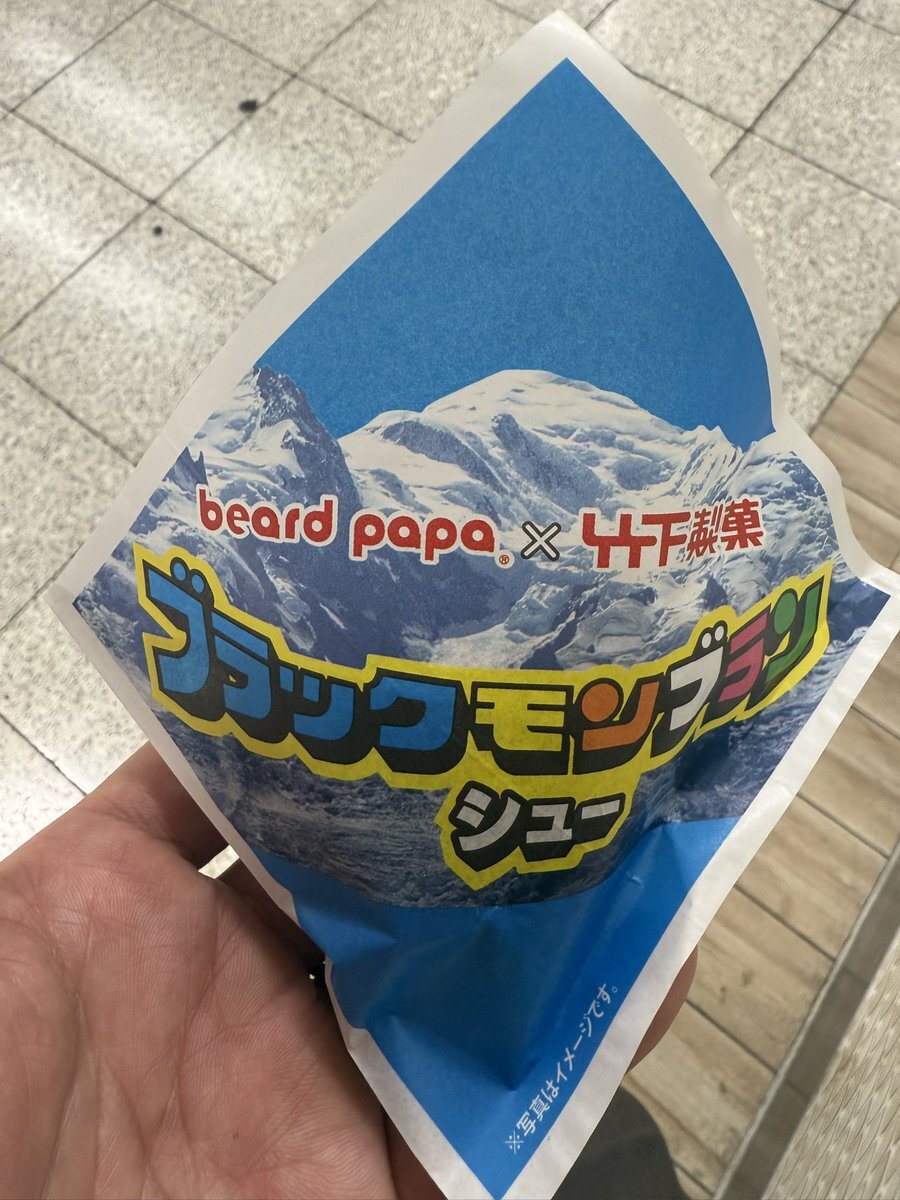 beard papa® × 竹下製菓
ブラックモンブラン
シュー
※写真はイメージです。